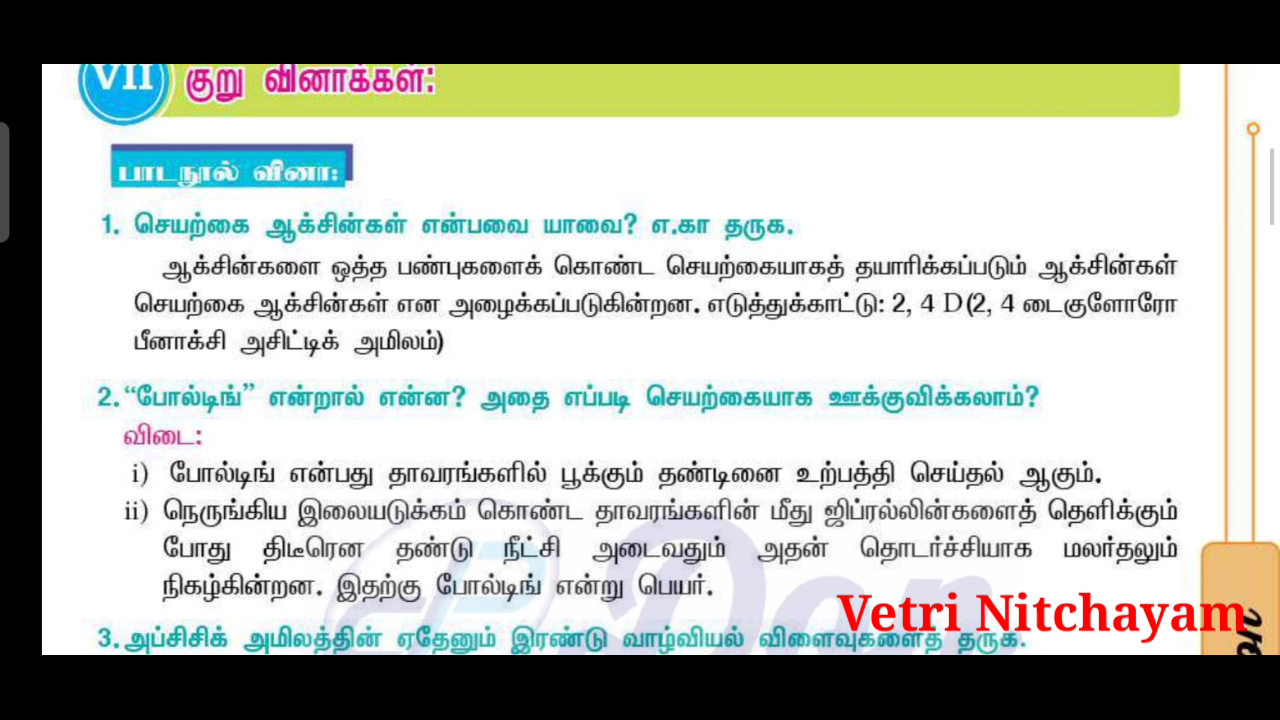 VII குறு வினாக்கள்:
பாடநூல் வினா:
1. செயற்கை ஆக்சின்கள் என்பவை யாவை? எ.கா தருக.
ஆக்சின்களை ஒத்த பண்புகளைக் கொண்ட செயற்கையாகத் தயாரிக்கப்படும் ஆக்சின்கள்
செயற்கை ஆக்சின்கள் என அழைக்கப்படுகின்றன. எடுத்துக்காட்டு: 2, 4 D (2, 4 டைகுளோரோ
பீனாக்சி அசிட்டிக் அமிலம்)
2. “போல்டிங்” என்றால் என்ன? அதை எப்படி செயற்கையாக ஊக்குவிக்கலாம்?
விடை:
i) போல்டிங் என்பது தாவரங்களில் பூக்கும் தண்டினை உற்பத்தி செய்தல் ஆகும்.
ii) நெருங்கிய இலையடுக்கம் கொண்ட தாவரங்களின் மீது ஜிப்ரல்லின்களைத் தெளிக்கும்
போது திடீரென தண்டு நீட்சி அடைவதும் அதன் தொடர்ச்சியாக மலர்தலும்
நிகழ்கின்றன. இதற்கு போல்டிங் என்று பெயர்.
Vetri Nitchayam
3. அப்சிசிக் அமிலத்தின் ஏதேனும் இரண்டு வாழ்வியல் விளைவுகளைத் தருக.
Don